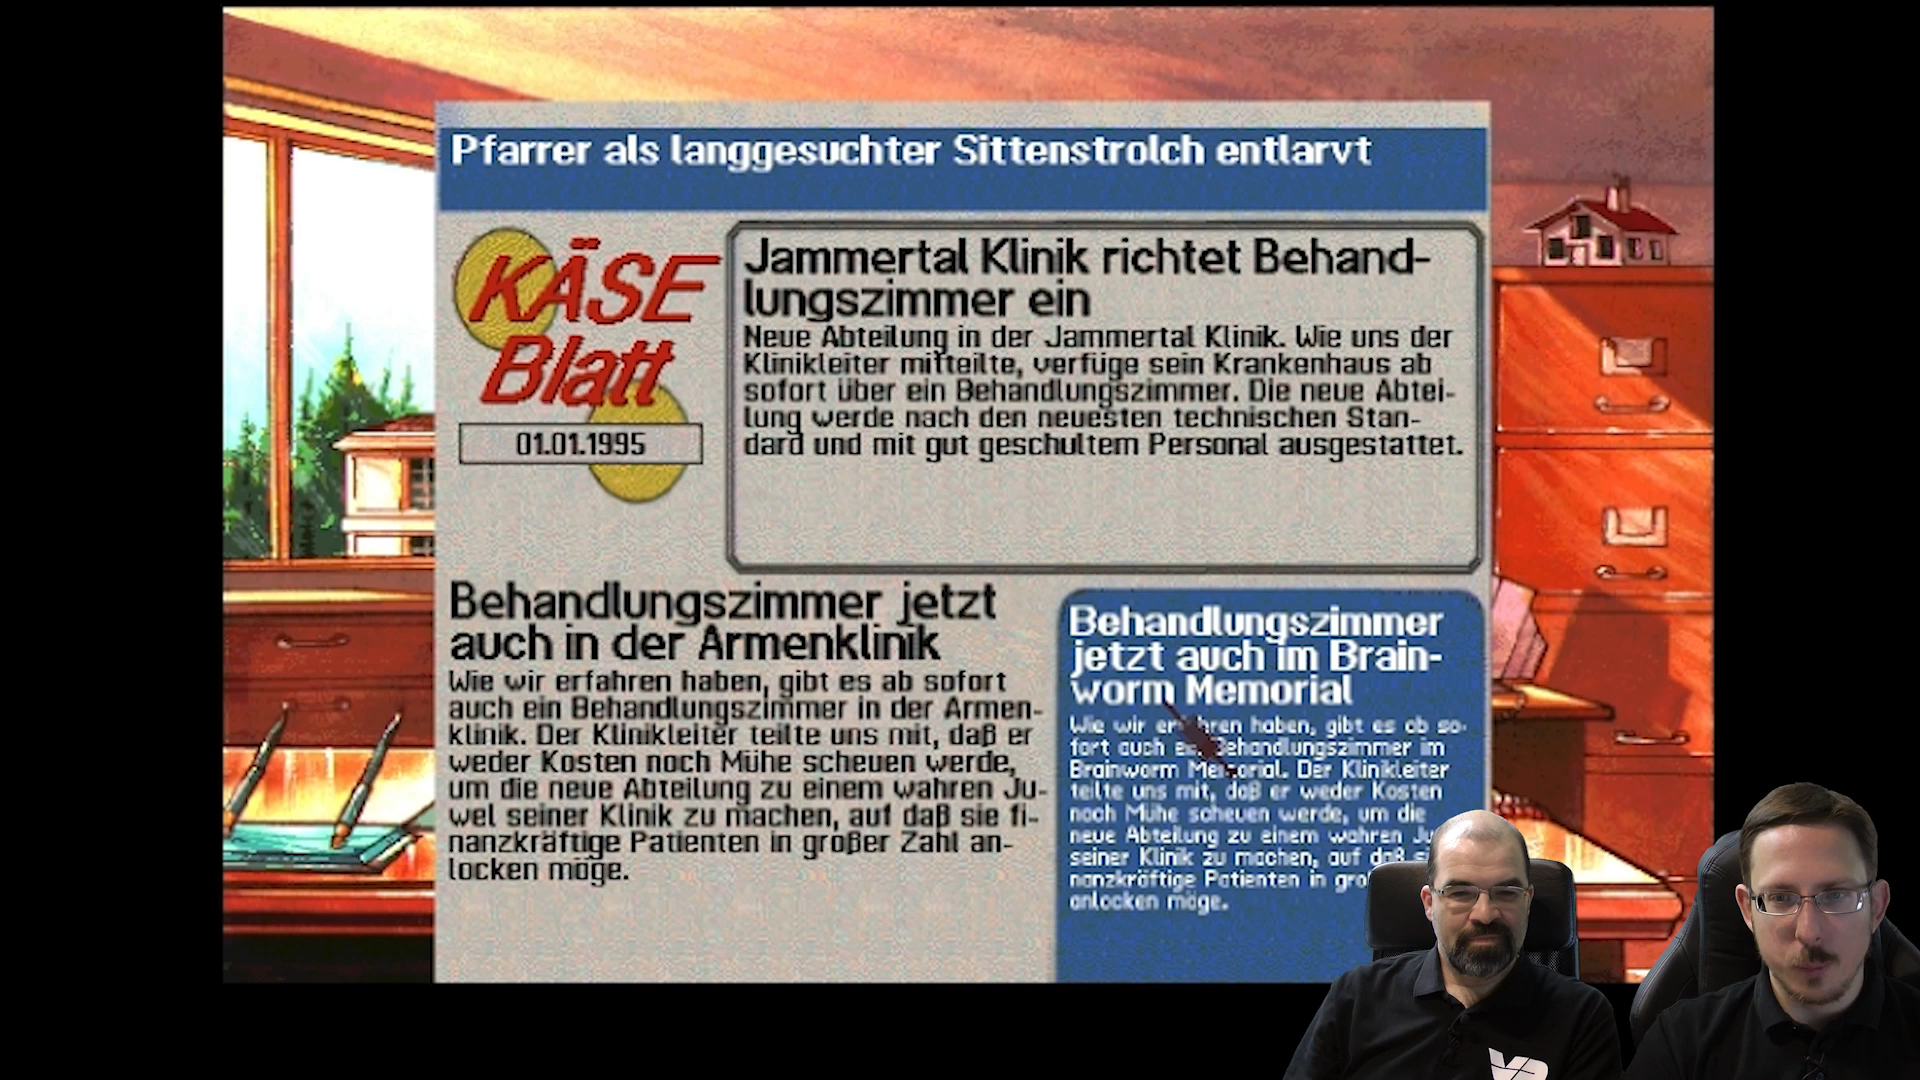 Pfarrer als langgesuchter Sittenstrolch entlarvt
KÄSE
Blatt
01.01.1995
Jammertal Klinik richtet Behand-
lungszimmer ein
Neue Abteilung in der Jammertal Klinik. Wie uns der
Klinikleiter mitteilte, verfüge sein Krankenhaus ab
sofort über ein Behandlungszimmer. Die neue Abtei-
lung werde nach den neuesten technischen Stan-
dard und mit gut geschultem Personal ausgestattet.
Behandlungszimmer jetzt
auch in der Armenklinik
Wie wir erfahren haben, gibt es ab sofort
auch ein Behandlungszimmer in der Armen-
klinik. Der Klinikleiter teilte uns mit, daß er
weder Kosten noch Mühe scheuen werde,
um die neue Abteilung zu einem wahren Ju-
wel seiner Klinik zu machen, auf daß sie fi-
nanzkräftige Patienten in großer Zahl an-
locken möge.
Behandlungszimmer
jetzt auch im Brain-
worm Memorial
Wie wir erfahren haben, gibt es ab so-
fort auch ein Behandlungszimmer im
Brainworm Memorial. Der Klinikleiter
teilte uns mit, daß er weder Kosten
noch Mühe scheuen werde, um die
neue Abteilung zu einem wahren
seiner Klinik zu machen, auf daß
nanzkräftige Patienten in
anlocken möge.